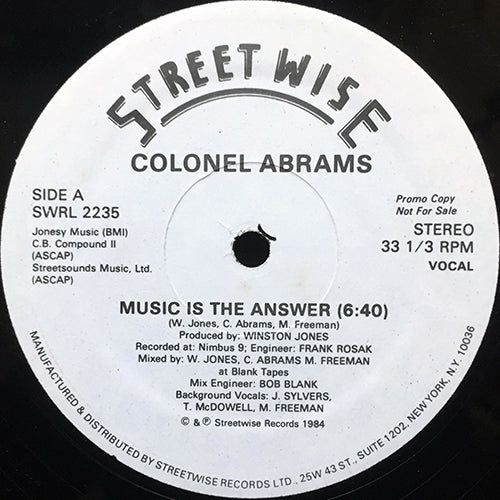 STREETWISE
COLONEL ABRAMS
SIDE A
SWRL 2235
Jonesy Music (BMI)
C.B. Compound II
(ASCAP)
Streetsounds Music, Ltd.
(ASCAP)
Promo Copy
Not For Sale
STEREO
33 1/3 RPM
VOCAL
MUSIC IS THE ANSWER (6:40)
(W. Jones, C. Abrams, M. Freeman)
Produced by: WINSTON JONES
Recorded at: Nimbus 9; Engineer: FRANK ROSAK
Mixed by: W. JONES, C. ABRAMS M. FREEMAN
at Blank Tapes
Mix Engineer: BOB BLANK
Background Vocals: J. SYLVERS,
T. McDOWELL, M. FREEMAN
© & ℗ Streetwise Records 1984
MANUFACTURED & DISTRIBUTED BY STREETWISE RECORDS LTD., 25W 43 ST., SUITE 1202, NEW YORK, N.Y. 10036